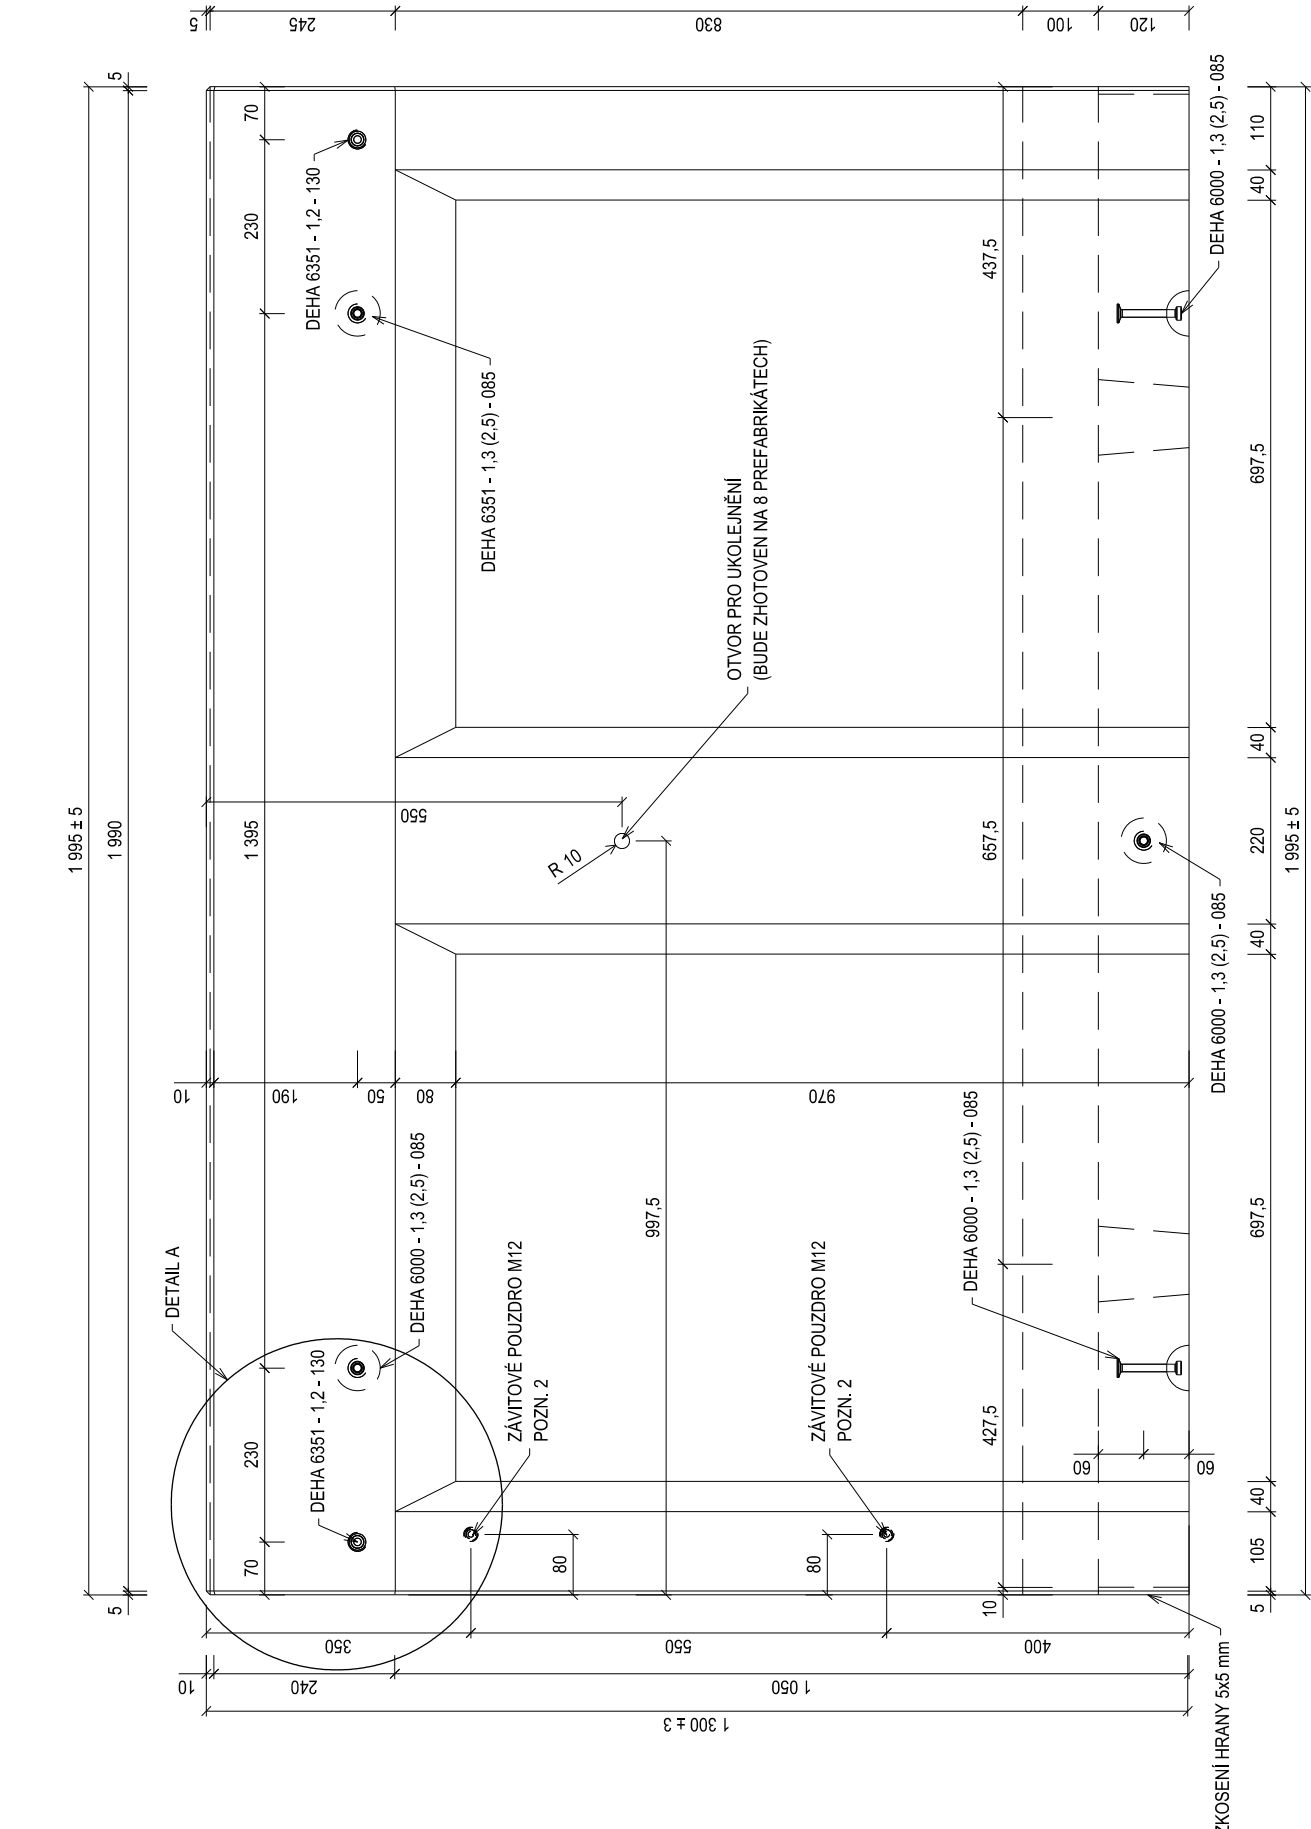 5
245
830
100
120
1 995 ± 5
5
1 990
5
70
230
1 395
230
70
DEHA 6351 - 1,2 - 130
DEHA 6351 - 1,3 (2,5) - 085
DEHA 6000 - 1,3 (2,5) - 085
437,5
657,5
427,5
10
110
40
697,5
40
220
40
697,5
40
105
5
1 995 ± 5
OTVOR PRO UKOLEJNĚNÍ
(BUDE ZHOTOVEN NA 8 PREFABRIKÁTECH)
550
R 10
997,5
DEHA 6000 - 1,3 (2,5) - 085
10
190
50
80
970
DETAIL A
DEHA 6000 - 1,3 (2,5) - 085
DEHA 6351 - 1,2 - 130
DEHA 6000 - 1,3 (2,5) - 085
ZÁVITOVÉ POUZDRO M12
POZN. 2
ZÁVITOVÉ POUZDRO M12
POZN. 2
80
80
60
60
350
550
400
10
240
1 050
1 300 ± 3
ZKOSENÍ HRANY 5x5 mm